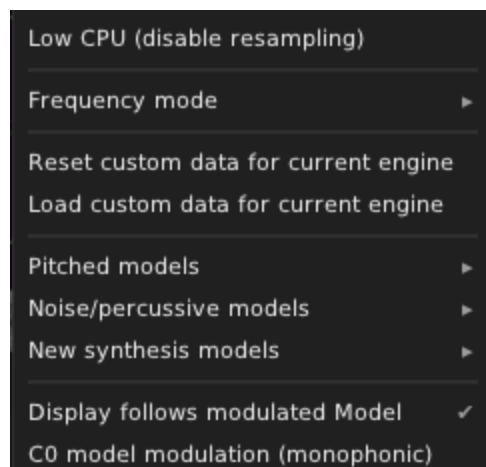 Low CPU (disable resampling)
Frequency mode
Reset custom data for current engine
Load custom data for current engine
Pitched models
Noise/percussive models
New synthesis models
Display follows modulated Model
C0 model modulation (monophonic)